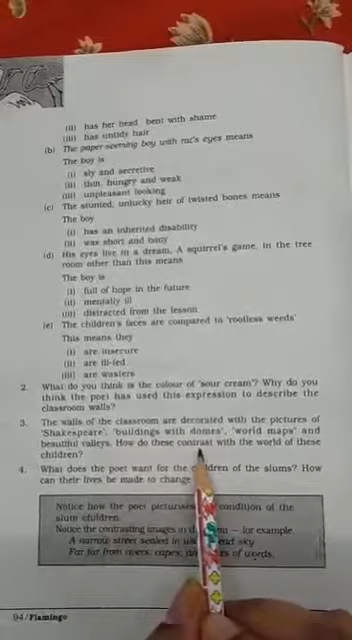 (ii) has her head bent with shame
(iii) has untidy hair
(b) The paper-seeming boy with rat's eyes means
The boy is
(i) sly and secretive
(ii) thin, hungry and weak
(iii) unpleasant looking
(c) The stunted, unlucky heir of twisted bones means
The boy
(i) has an inherited disability
(ii) was short and bony
(d) His eyes live in a dream, A squirrel's game, in the tree
room other than this means
The boy is
(i) full of hope in the future
(ii) mentally ill
(iii) distracted from the lesson
(e) The children's faces are compared to 'rootless weeds'
This means they
(i) are insecure
(ii) are ill-fed
(iii) are wasters
2. What do you think is the colour of 'sour cream'? Why do you
think the poet has used this expression to describe the
classroom walls?
3. The walls of the classroom are decorated with the pictures of
'Shakespeare', 'buildings with domes', 'world maps' and
beautiful valleys. How do these contrast with the world of these
children?
4. What does the poet want for the children of the slums? How
can their lives be made to change
Notice how the poet picturises condition of the
slum children.
Notice the contrasting images in — for example
A narrow street sealed in sky
Far far from rivers, capes, of words.
94/Flamingo